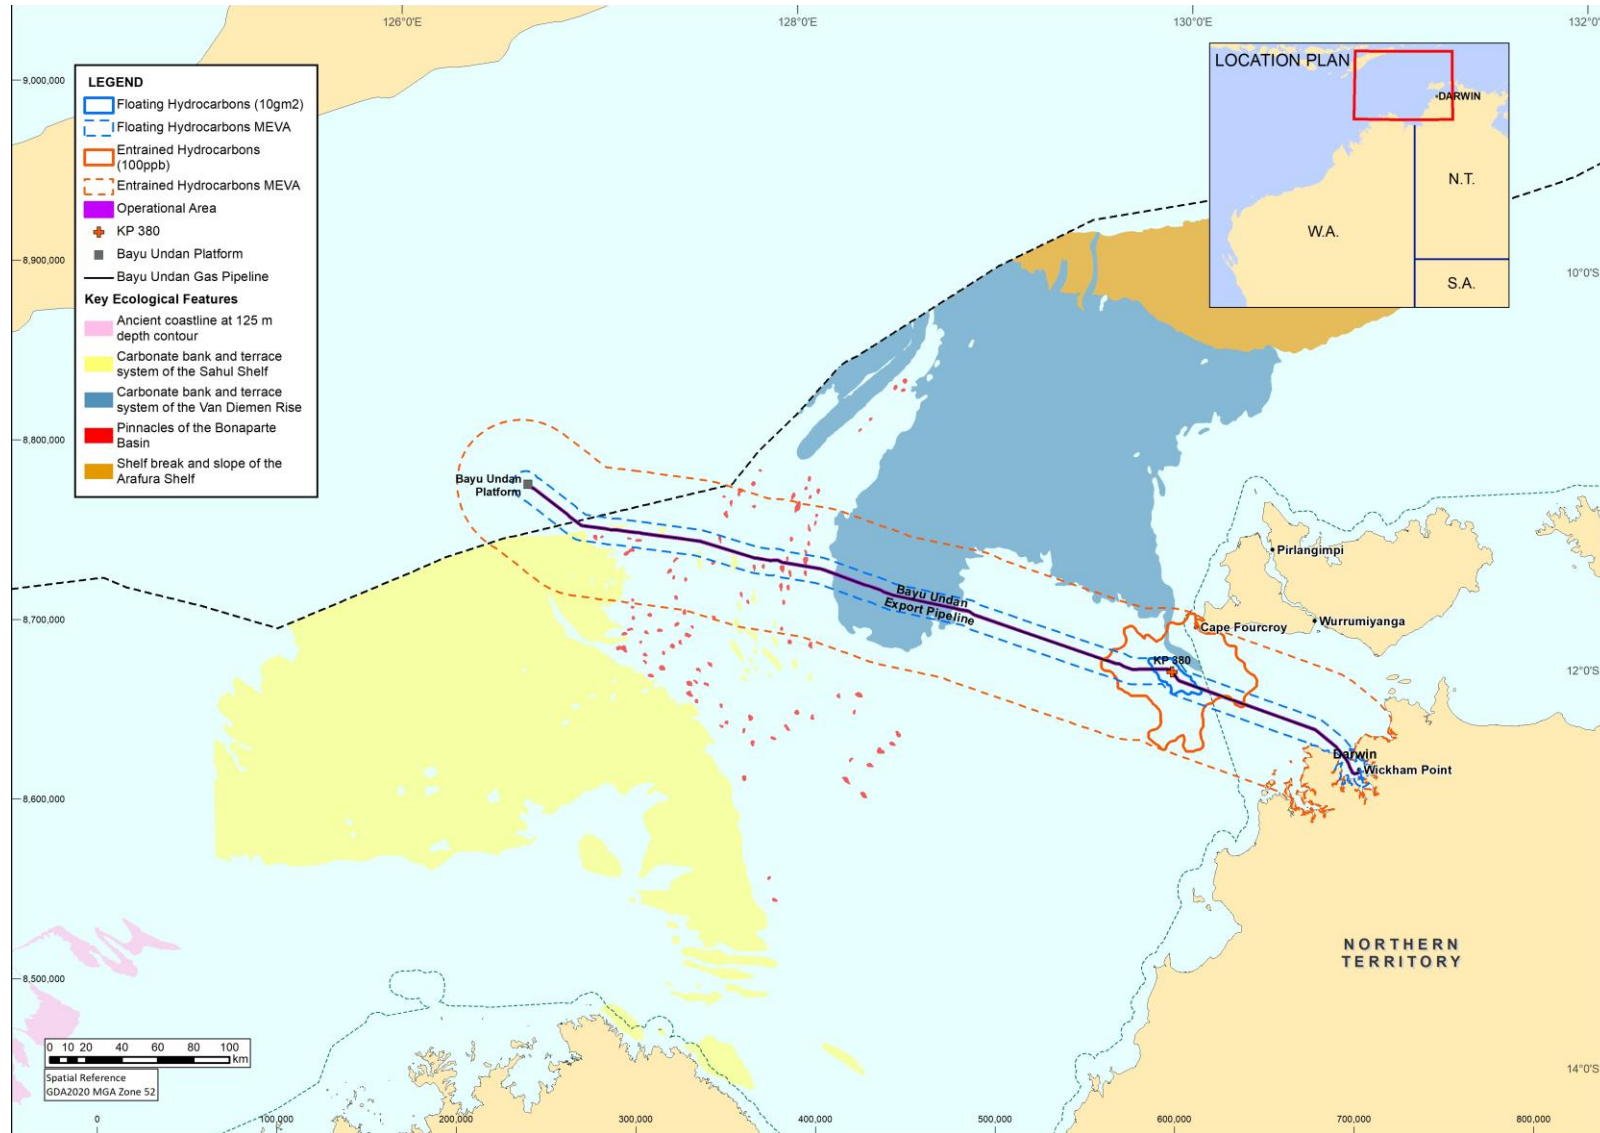 126°0'E
128°0'E
130°0'E
132°0'E
9,000,000
8,900,000
8,800,000
8,700,000
8,600,000
8,500,000
LEGEND
Floating Hydrocarbons (10gm2)
Floating Hydrocarbons MEVA
Entrained Hydrocarbons
(100ppb)
Entrained Hydrocarbons MEVA
Operational Area
KP 380
Bayu Undan Platform
Bayu Undan Gas Pipeline
Key Ecological Features
Ancient coastline at 125 m
depth contour
Carbonate bank and terrace
system of the Sahul Shelf
Carbonate bank and terrace
system of the Van Diemen Rise
Pinnacles of the Bonaparte
Basin
Shelf break and slope of the
Arafura Shelf
LOCATION PLAN
DARWIN
N.T.
W.A.
S.A.
10°0'S
12°0'S
14°0'S
Bayu Undan
Platform
Bayu Undan
Export Pipeline
KP 380
Pirlangimpi
Wurrumiyanga
Cape Fourcroy
Darwin
Wickham Point
NORTHERN
TERRITORY
0 10 20 40 60 80 100
km
Spatial Reference
GDA2020 MGA Zone 52
0
100,000
200,000
300,000
400,000
500,000
600,000
700,000
800,000